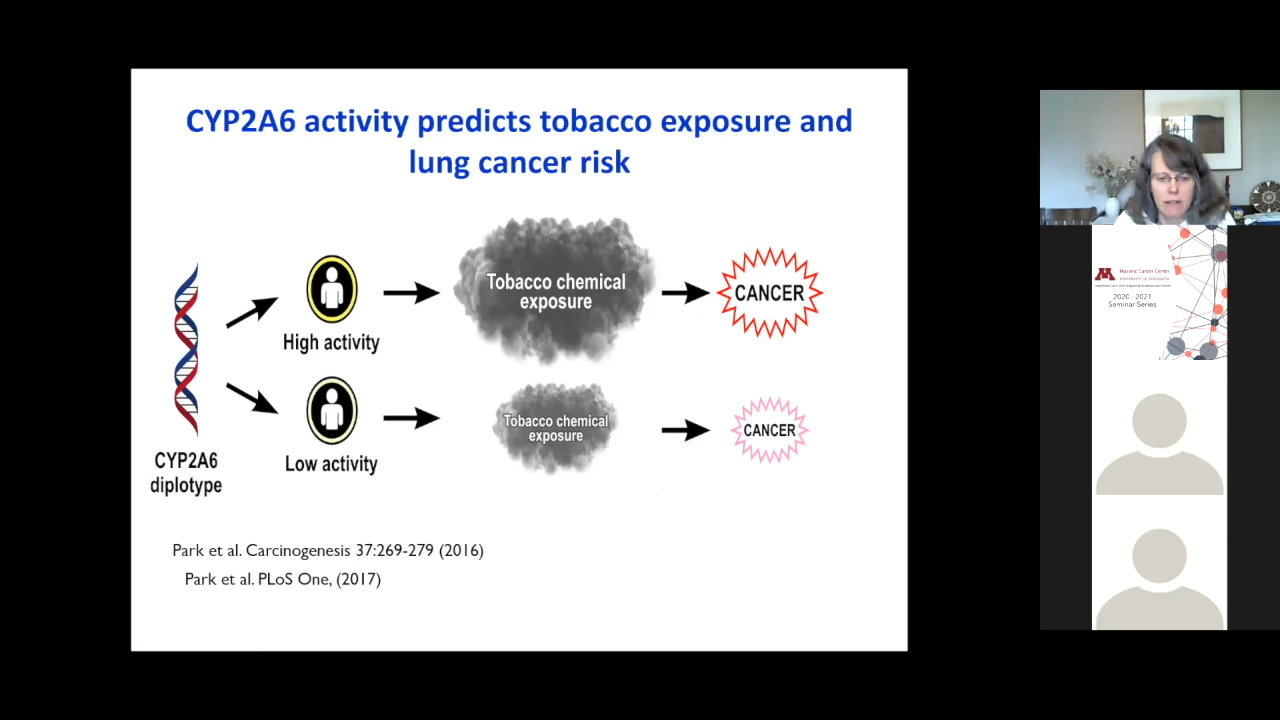 CYP2A6 activity predicts tobacco exposure and
lung cancer risk
Tobacco chemical
exposure
CANCER
High activity
Tobacco chemical
exposure
CANCER
Low activity
CYP2A6
diplotype
Park et al. Carcinogenesis 37:269-279 (2016)
Park et al. PLoS One, (2017)
Masonic Cancer Center
UNIVERSITY OF MINNESOTA
2020 - 2021
Seminar Series